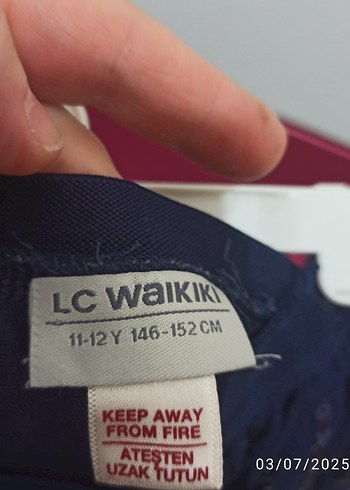 LC WAIKIKI
11-12 Y 146-152 CM
KEEP AWAY
FROM FIRE
ATEŞTEN
UZAK TUTUN
03/07/2025